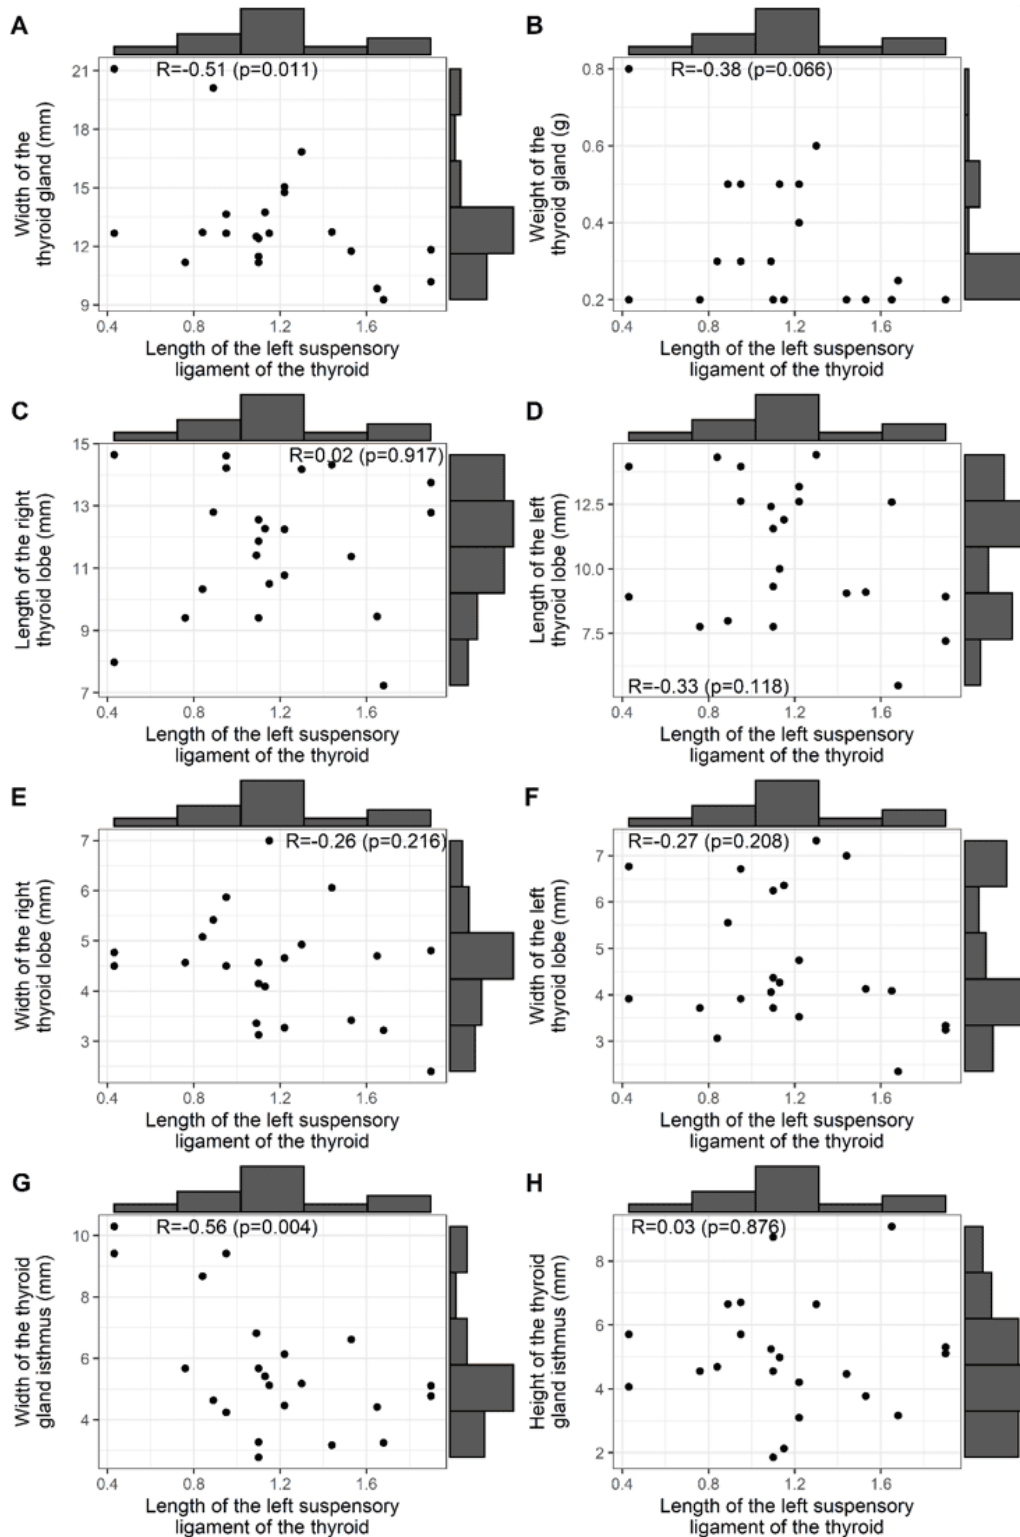 A
R=-0.51 (p=0.011)
Width of the
thyroid gland (mm)
21
18
15
12
9
0.4 0.8 1.2 1.6
Length of the left suspensory
ligament of the thyroid
B
R=-0.38 (p=0.066)
Weight of the
thyroid gland (g)
0.8
0.6
0.4
0.2
0.4 0.8 1.2 1.6
Length of the left suspensory
ligament of the thyroid
C
R=0.02 (p=0.917)
Length of the right
thyroid lobe (mm)
15
13
11
9
7
0.4 0.8 1.2 1.6
Length of the left suspensory
ligament of the thyroid
D
Length of the left
thyroid lobe (mm)
12.5
10.0
7.5
R=-0.33 (p=0.118)
0.4 0.8 1.2 1.6
Length of the left suspensory
ligament of the thyroid
E
R=-0.26 (p=0.216)
Width of the right
thyroid lobe (mm)
7
6
5
4
3
0.4 0.8 1.2 1.6
Length of the left suspensory
ligament of the thyroid
F
R=-0.27 (p=0.208)
Width of the left
thyroid lobe (mm)
7
6
5
4
3
0.4 0.8 1.2 1.6
Length of the left suspensory
ligament of the thyroid
G
R=-0.56 (p=0.004)
Width of the thyroid
gland isthmus (mm)
10
8
6
4
0.4 0.8 1.2 1.6
Length of the left suspensory
ligament of the thyroid
H
R=0.03 (p=0.876)
Height of the thyroid
gland isthmus (mm)
8
6
4
2
0.4 0.8 1.2 1.6
Length of the left suspensory
ligament of the thyroid